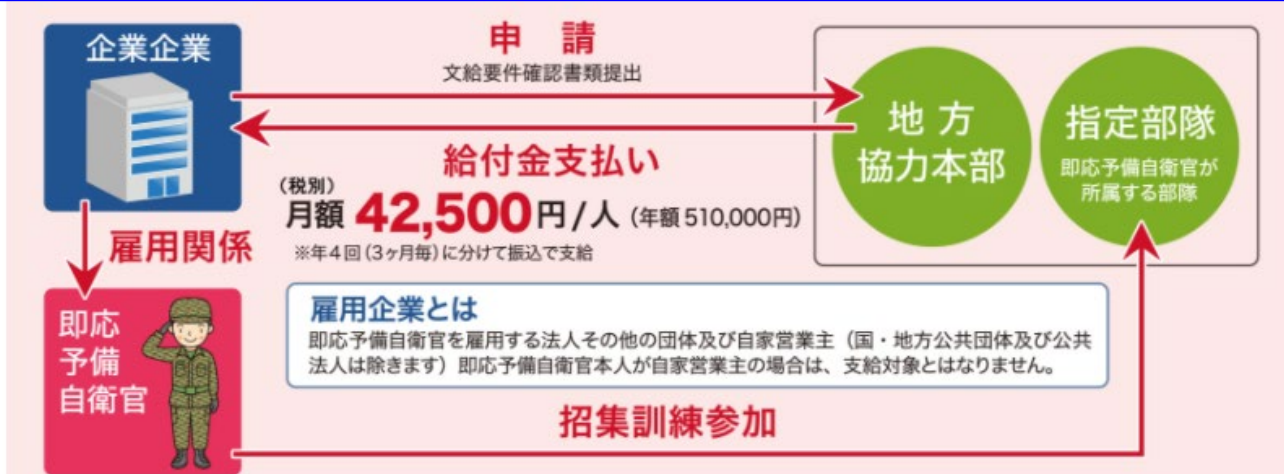 企業企業
申 請
文給要件確認書類提出
給付金支払い
(税別)
月額 42,500円/人(年額510,000円)
※年4回(3ヶ月毎)に分けて振込で支給
地方
協力本部
指定部隊
即応予備自衛官が
所属する部隊
雇用関係
即応
予備
自衛官
雇用企業とは
即応予備自衛官を雇用する法人その他の団体及び自家営業主(国・地方公共団体及び公共
法人は除きます)即応予備自衛官本人が自家営業主の場合は、支給対象とはなりません。
招集訓練参加